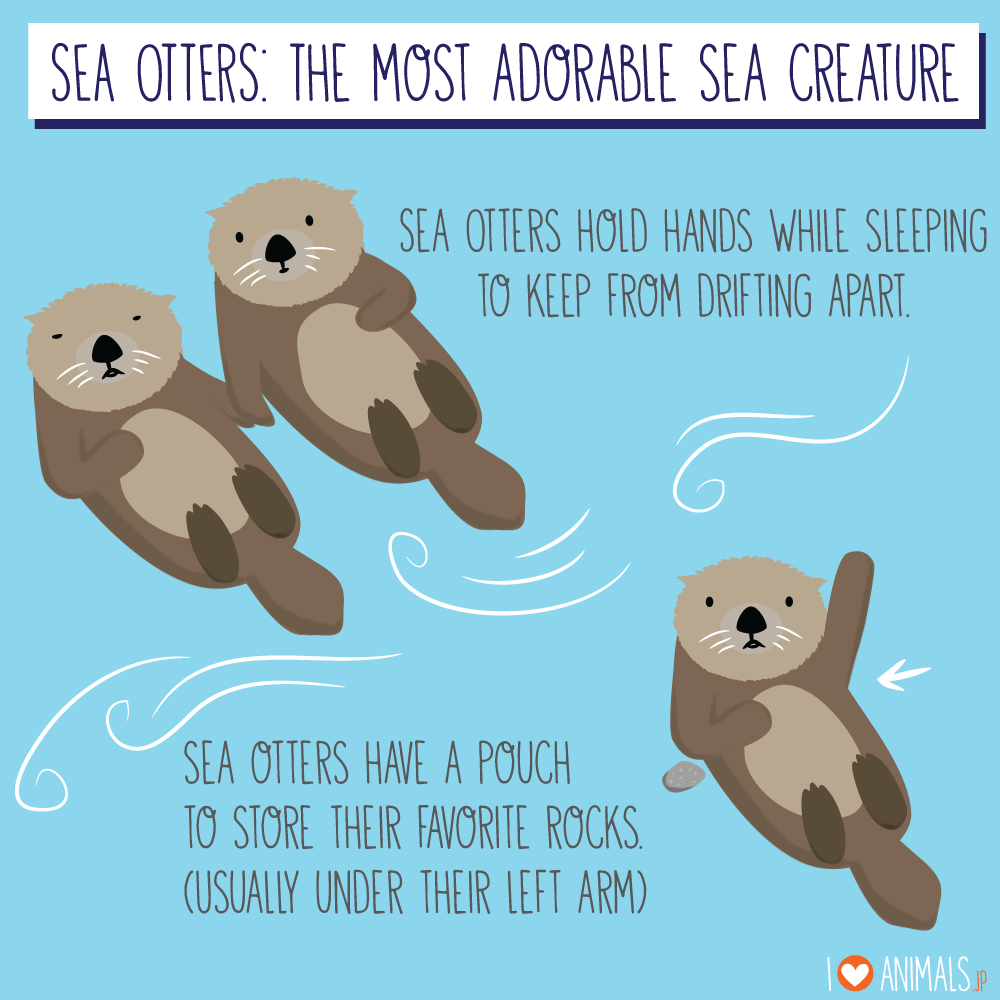 SEA OTTERS: THE MOST ADORABLE SEA CREATURE
SEA OTTERS HOLD HANDS WHILE SLEEPING
TO KEEP FROM DRIFTING APART.
SEA OTTERS HAVE A POUCH
TO STORE THEIR FAVORITE ROCKS.
(USUALLY UNDER THEIR LEFT ARM)
I ANIMALS.jp